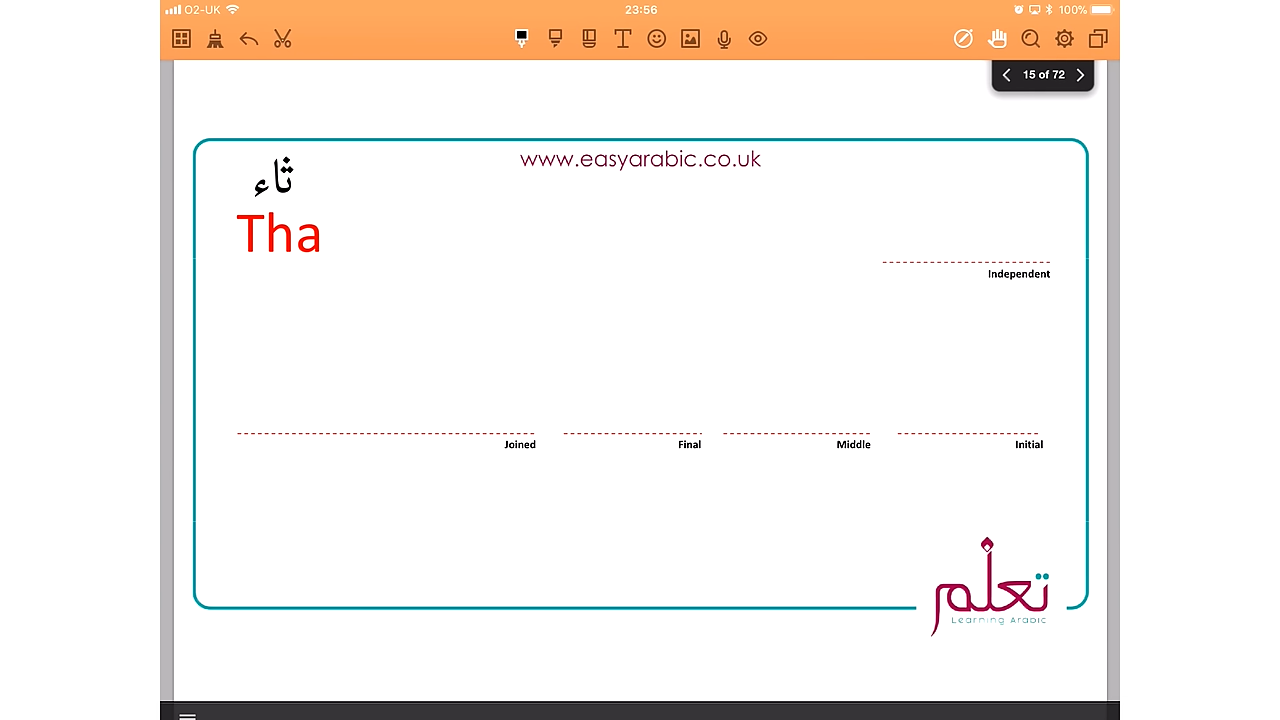 O2-UK
23:56
100%
15 of 72
www.easyarabic.co.uk
ثاء
Tha
Independent
Joined
Final
Middle
Initial
تعلم
Learning Arabic